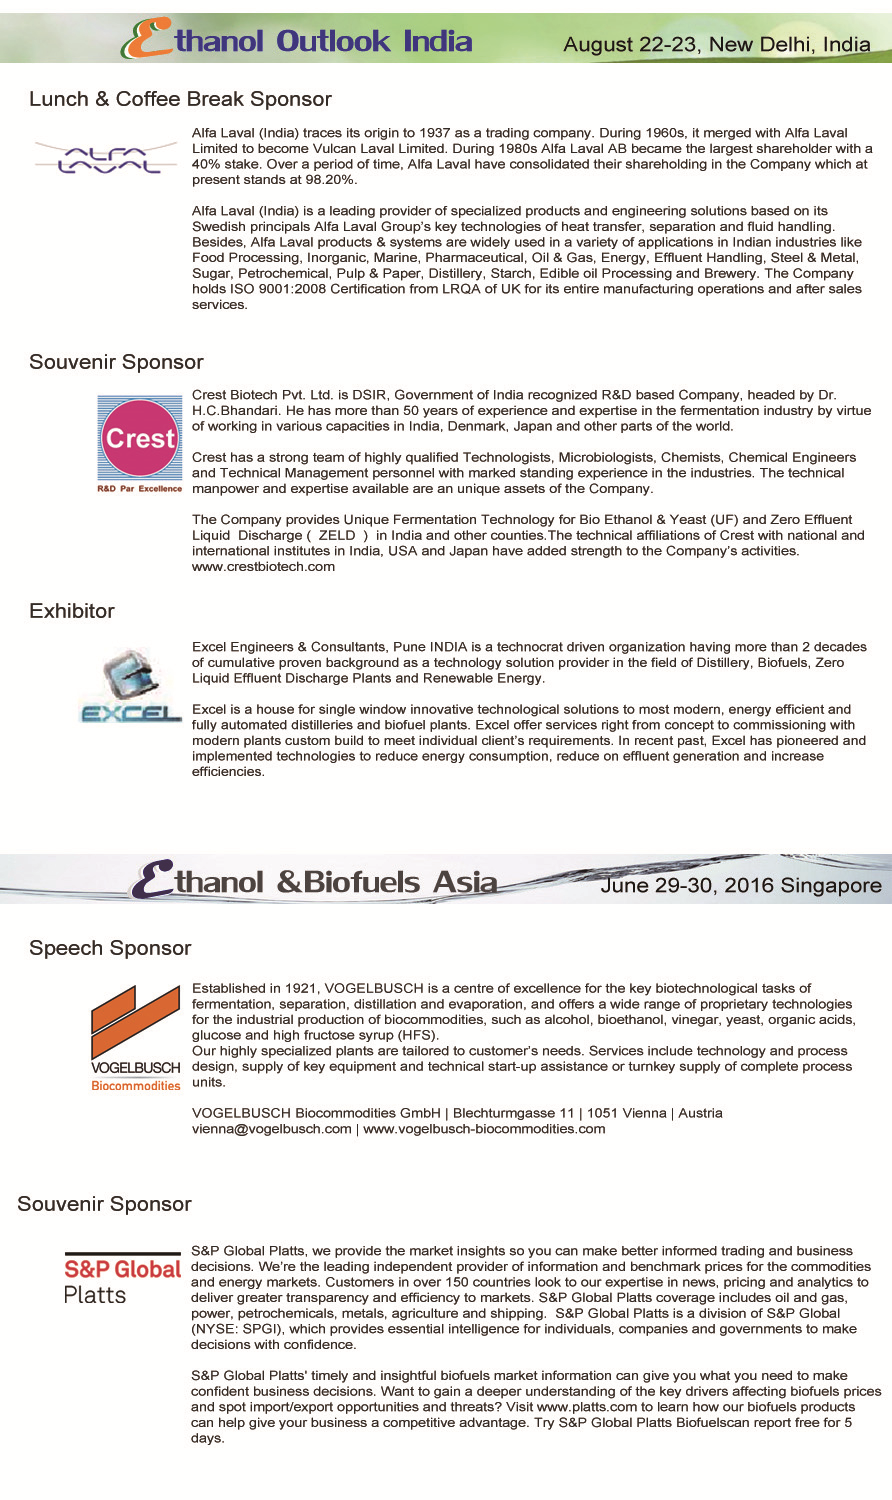 Ethanol Outlook India
August 22-23, New Delhi, India
Lunch & Coffee Break Sponsor
ALFA
LAVAL
Alfa Laval (India) traces its origin to 1937 as a trading company. During 1960s, it merged with Alfa Laval
Limited to become Vulcan Laval Limited. During 1980s Alfa Laval AB became the largest shareholder with a
40% stake. Over a period of time, Alfa Laval have consolidated their shareholding in the Company which at
present stands at 98.20%.
Alfa Laval (India) is a leading provider of specialized products and engineering solutions based on its
Swedish principals Alfa Laval Group's key technologies of heat transfer, separation and fluid handling.
Besides, Alfa Laval products & systems are widely used in a variety of applications in Indian industries like
Food Processing, Inorganic, Marine, Pharmaceutical, Oil & Gas, Energy, Effluent Handling, Steel & Metal,
Sugar, Petrochemical, Pulp & Paper, Distillery, Starch, Edible oil Processing and Brewery. The Company
holds ISO 9001:2008 Certification from LRQA of UK for its entire manufacturing operations and after sales
services.
Souvenir Sponsor
Crest
R&D Par Excellence
Crest Biotech Pvt. Ltd. is DSIR, Government of India recognized R&D based Company, headed by Dr.
H.C.Bhandari. He has more than 50 years of experience and expertise in the fermentation industry by virtue
of working in various capacities in India, Denmark, Japan and other parts of the world.
Crest has a strong team of highly qualified Technologists, Microbiologists, Chemists, Chemical Engineers
and Technical Management personnel with marked standing experience in the industries. The technical
manpower and expertise available are an unique assets of the Company.
The Company provides Unique Fermentation Technology for Bio Ethanol & Yeast (UF) and Zero Effluent
Liquid Discharge ( ZELD ) in India and other counties.The technical affiliations of Crest with national and
international institutes in India, USA and Japan have added strength to the Company's activities.
www.crestbiotech.com
Exhibitor
EXCEL
Excel Engineers & Consultants, Pune INDIA is a technocrat driven organization having more than 2 decades
of cumulative proven background as a technology solution provider in the field of Distillery, Biofuels, Zero
Liquid Effluent Discharge Plants and Renewable Energy.
Excel is a house for single window innovative technological solutions to most modern, energy efficient and
fully automated distilleries and biofuel plants. Excel offer services right from concept to commissioning with
modern plants custom build to meet individual client's requirements. In recent past, Excel has pioneered and
implemented technologies to reduce energy consumption, reduce on effluent generation and increase
efficiencies.
Ethanol &Biofuels Asia
June 29-30, 2016 Singapore
Speech Sponsor
VOGELBUSCH
Biocommodities
Established in 1921, VOGELBUSCH is a centre of excellence for the key biotechnological tasks of
fermentation, separation, distillation and evaporation, and offers a wide range of proprietary technologies
for the industrial production of biocommodities, such as alcohol, bioethanol, vinegar, yeast, organic acids,
glucose and high fructose syrup (HFS).
Our highly specialized plants are tailored to customer's needs. Services include technology and process
design, supply of key equipment and technical start-up assistance or turnkey supply of complete process
units.
VOGELBUSCH Biocommodities GmbH | Blechturmgasse 11 | 1051 Vienna | Austria
vienna@vogelbusch.com | www.vogelbusch-biocommodities.com
Souvenir Sponsor
S&P Global
Platts
S&P Global Platts, we provide the market insights so you can make better informed trading and business
decisions. We're the leading independent provider of information and benchmark prices for the commodities
and energy markets. Customers in over 150 countries look to our expertise in news, pricing and analytics to
deliver greater transparency and efficiency to markets. S&P Global Platts coverage includes oil and gas,
power, petrochemicals, metals, agriculture and shipping. S&P Global Platts is a division of S&P Global
(NYSE: SPGI), which provides essential intelligence for individuals, companies and governments to make
decisions with confidence.
S&P Global Platts' timely and insightful biofuels market information can give you what you need to make
confident business decisions. Want to gain a deeper understanding of the key drivers affecting biofuels prices
and spot import/export opportunities and threats? Visit www.platts.com to learn how our biofuels products
can help give your business a competitive advantage. Try S&P Global Platts Biofuelscan report free for 5
days.